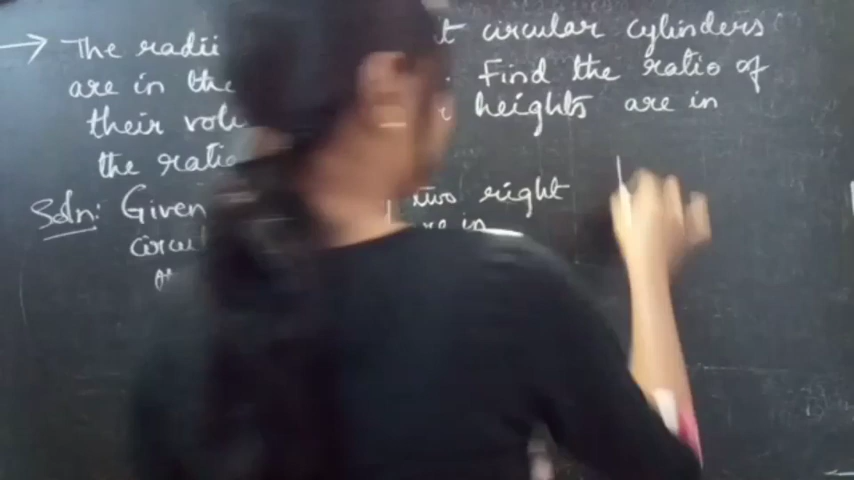 → The radii t circular cylinders
are in the . Find the ratio of
their volu r heights are in
the ratio
Soln: Given two right
circul re in